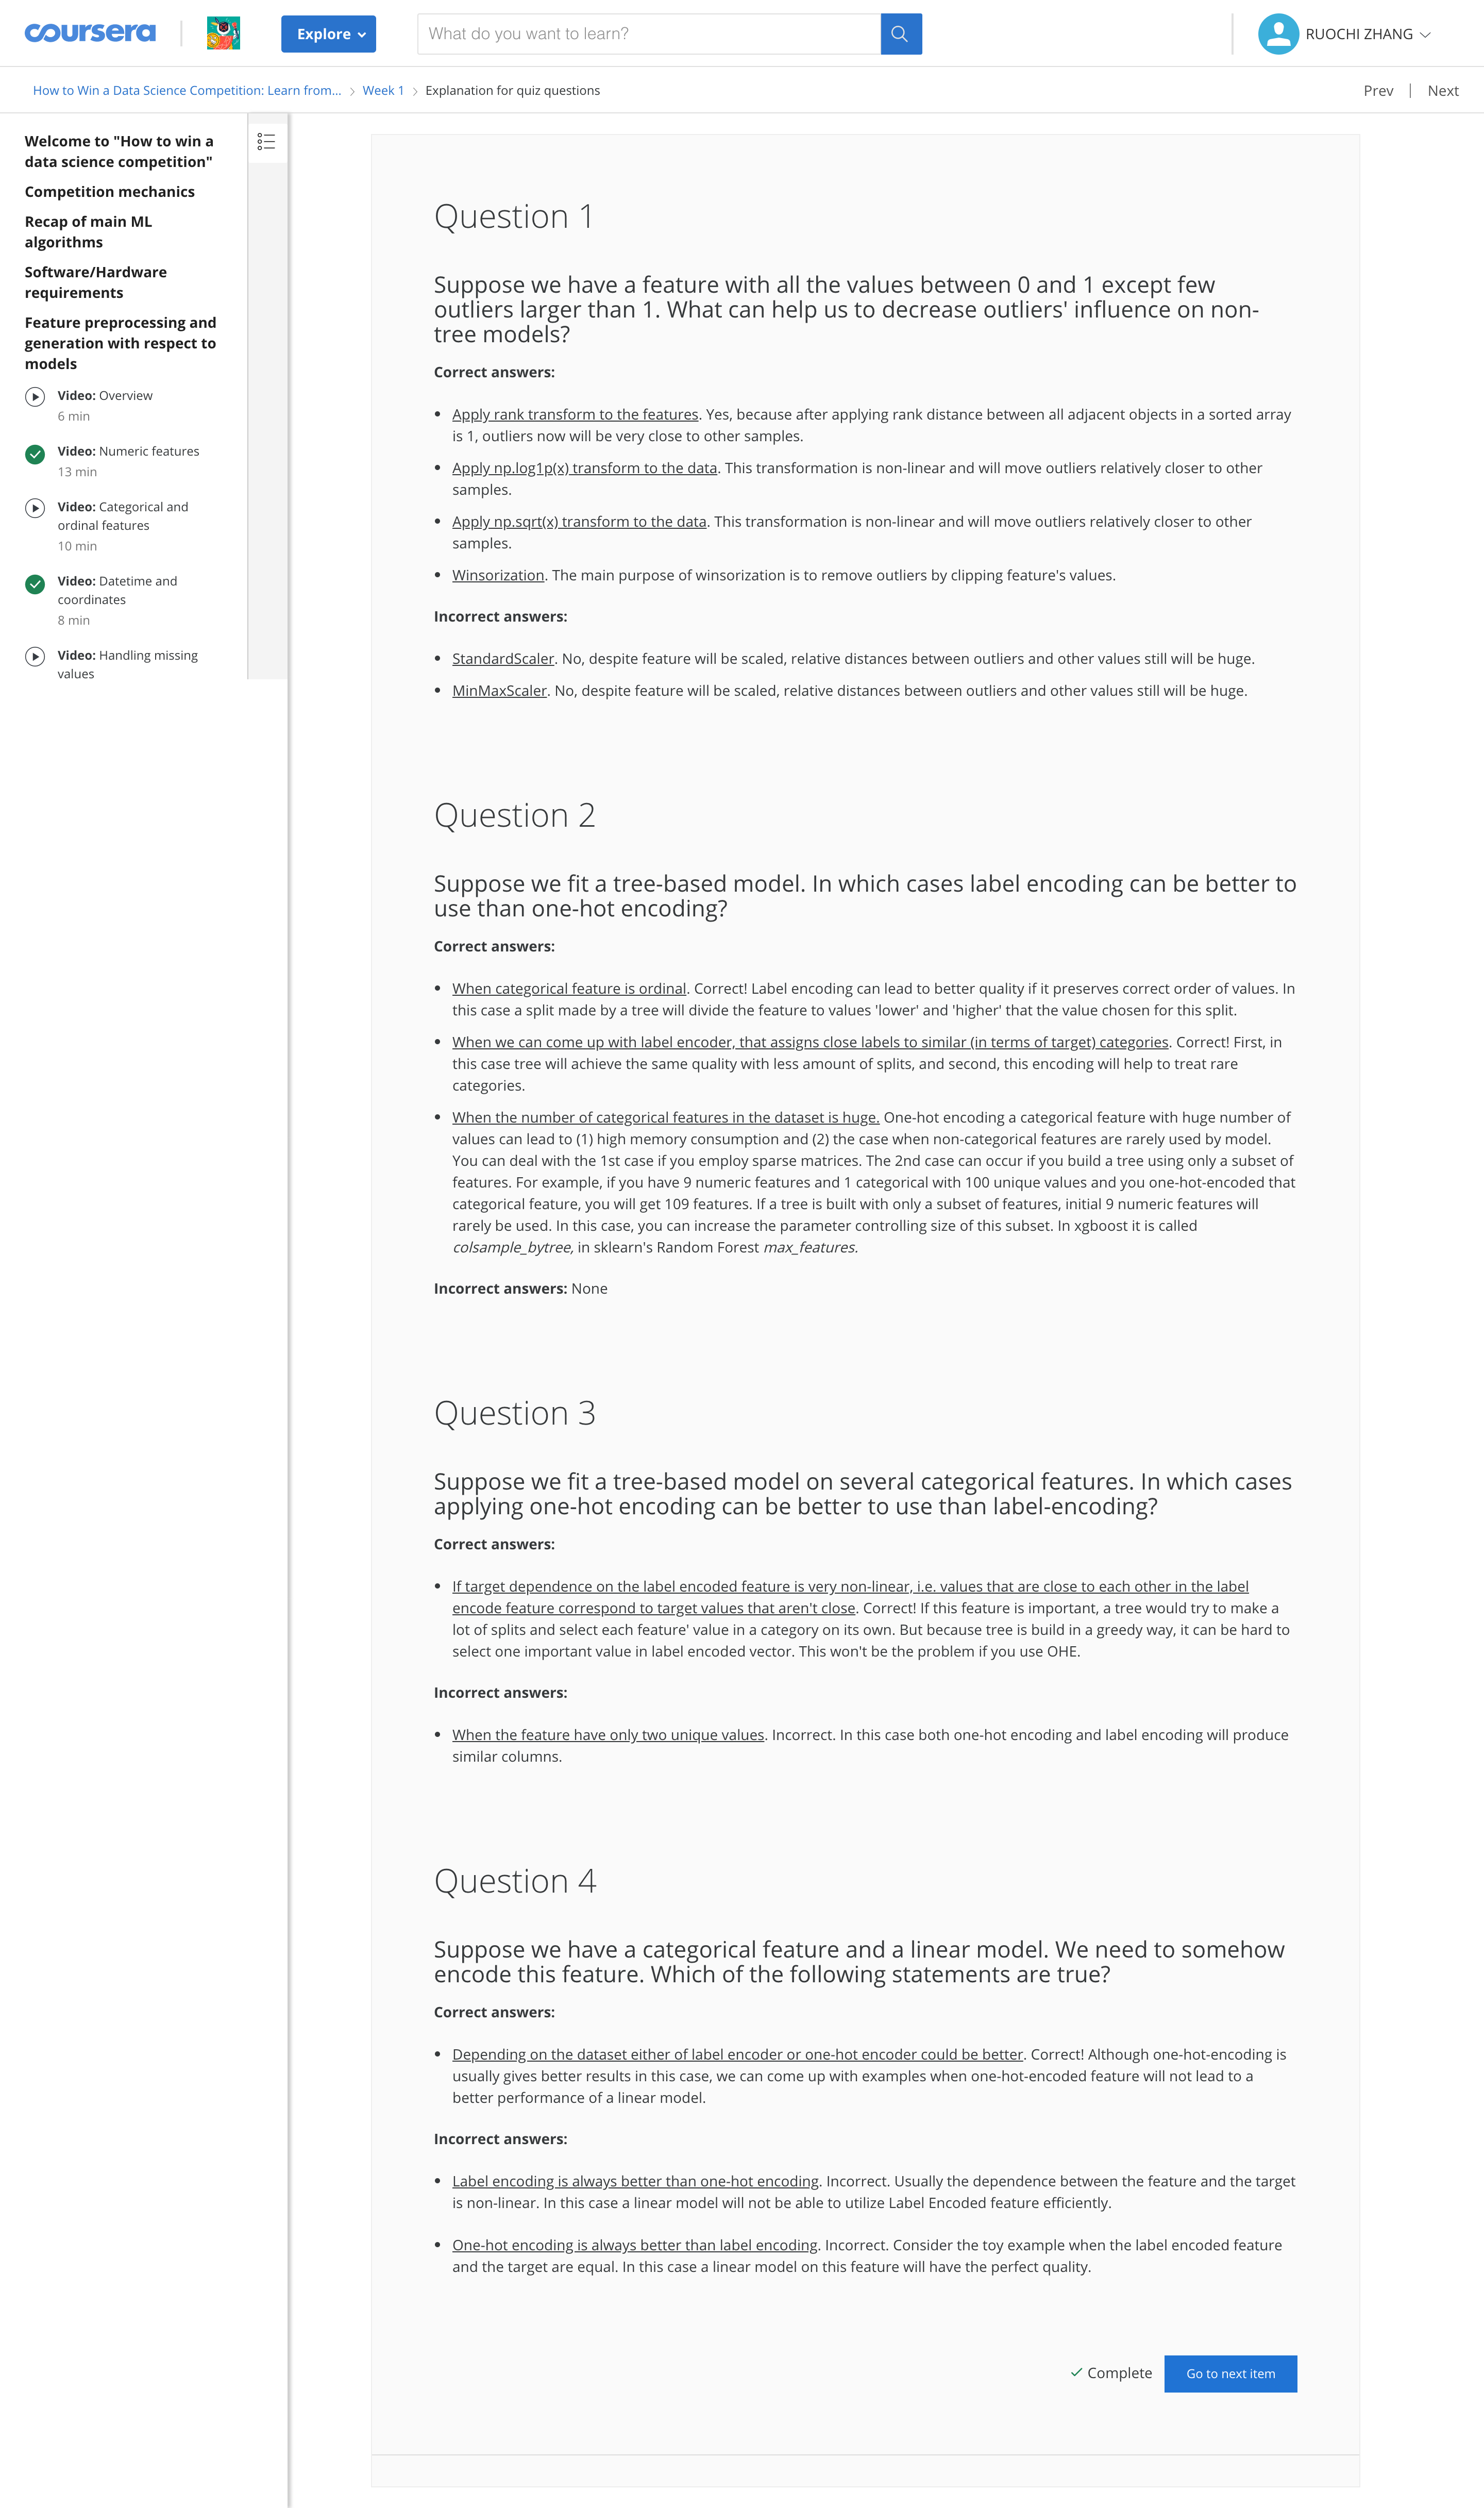 coursera
Explore
What do you want to learn?
RUOCHI ZHANG
How to Win a Data Science Competition: Learn from... > Week 1 > Explanation for quiz questions
Prev | Next
Welcome to "How to win a
data science competition"
Competition mechanics
Recap of main ML
algorithms
Software/Hardware
requirements
Feature preprocessing and
generation with respect to
models
Video: Overview
6 min
Video: Numeric features
13 min
Video: Categorical and
ordinal features
10 min
Video: Datetime and
coordinates
8 min
Video: Handling missing
values
Question 1
Suppose we have a feature with all the values between 0 and 1 except few
outliers larger than 1. What can help us to decrease outliers' influence on non-
tree models?
Correct answers:
• Apply rank transform to the features. Yes, because after applying rank distance between all adjacent objects in a sorted array
is 1, outliers now will be very close to other samples.
• Apply np.log1p(x) transform to the data. This transformation is non-linear and will move outliers relatively closer to other
samples.
• Apply np.sqrt(x) transform to the data. This transformation is non-linear and will move outliers relatively closer to other
samples.
• Winsorization. The main purpose of winsorization is to remove outliers by clipping feature's values.
Incorrect answers:
• StandardScaler. No, despite feature will be scaled, relative distances between outliers and other values still will be huge.
• MinMaxScaler. No, despite feature will be scaled, relative distances between outliers and other values still will be huge.
Question 2
Suppose we fit a tree-based model. In which cases label encoding can be better to
use than one-hot encoding?
Correct answers:
• When categorical feature is ordinal. Correct! Label encoding can lead to better quality if it preserves correct order of values. In
this case a split made by a tree will divide the feature to values 'lower' and 'higher' that the value chosen for this split.
• When we can come up with label encoder, that assigns close labels to similar (in terms of target) categories. Correct! First, in
this case tree will achieve the same quality with less amount of splits, and second, this encoding will help to treat rare
categories.
• When the number of categorical features in the dataset is huge. One-hot encoding a categorical feature with huge number of
values can lead to (1) high memory consumption and (2) the case when non-categorical features are rarely used by model.
You can deal with the 1st case if you employ sparse matrices. The 2nd case can occur if you build a tree using only a subset of
features. For example, if you have 9 numeric features and 1 categorical with 100 unique values and you one-hot-encoded that
categorical feature, you will get 109 features. If a tree is built with only a subset of features, initial 9 numeric features will
rarely be used. In this case, you can increase the parameter controlling size of this subset. In xgboost it is called
colsample_bytree, in sklearn's Random Forest max_features.
Incorrect answers: None
Question 3
Suppose we fit a tree-based model on several categorical features. In which cases
applying one-hot encoding can be better to use than label-encoding?
Correct answers:
• If target dependence on the label encoded feature is very non-linear, i.e. values that are close to each other in the label
encode feature correspond to target values that aren't close. Correct! If this feature is important, a tree would try to make a
lot of splits and select each feature' value in a category on its own. But because tree is build in a greedy way, it can be hard to
select one important value in label encoded vector. This won't be the problem if you use OHE.
Incorrect answers:
• When the feature have only two unique values. Incorrect. In this case both one-hot encoding and label encoding will produce
similar columns.
Question 4
Suppose we have a categorical feature and a linear model. We need to somehow
encode this feature. Which of the following statements are true?
Correct answers:
• Depending on the dataset either of label encoder or one-hot encoder could be better. Correct! Although one-hot-encoding is
usually gives better results in this case, we can come up with examples when one-hot-encoded feature will not lead to a
better performance of a linear model.
Incorrect answers:
• Label encoding is always better than one-hot encoding. Incorrect. Usually the dependence between the feature and the target
is non-linear. In this case a linear model will not be able to utilize Label Encoded feature efficiently.
• One-hot encoding is always better than label encoding. Incorrect. Consider the toy example when the label encoded feature
and the target are equal. In this case a linear model on this feature will have the perfect quality.
Complete
Go to next item